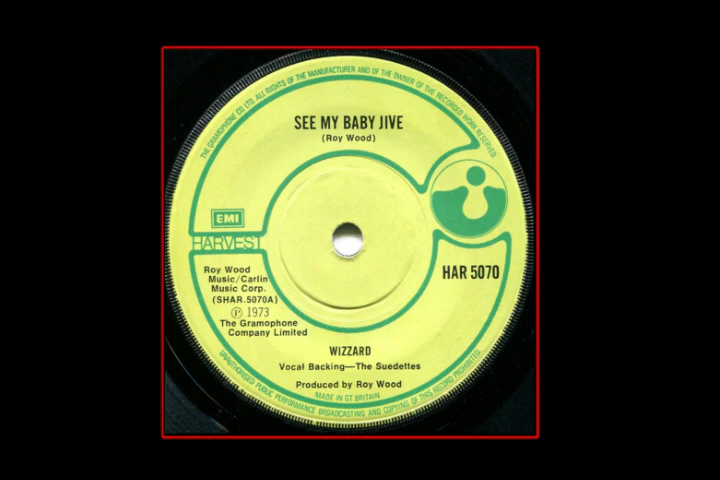 THE GRAMOPHONE CO. LTD. ALL RIGHTS OF THE MANUFACTURER AND OF THE OWNER OF THE RECORDED WORK RESERVED
SEE MY BABY JIVE
(Roy Wood)
EMI
HARVEST
HAR 5070
Roy Wood
Music/Carlin
Music Corp.
(SHAR.5070A)
℗ 1973
The Gramophone
Company Limited
WIZZARD
Vocal Backing—The Suedettes
Produced by Roy Wood
MADE IN GT BRITAIN
UNAUTHORISED PUBLIC PERFORMANCE BROADCASTING AND COPYING OF THIS RECORD PROHIBITED